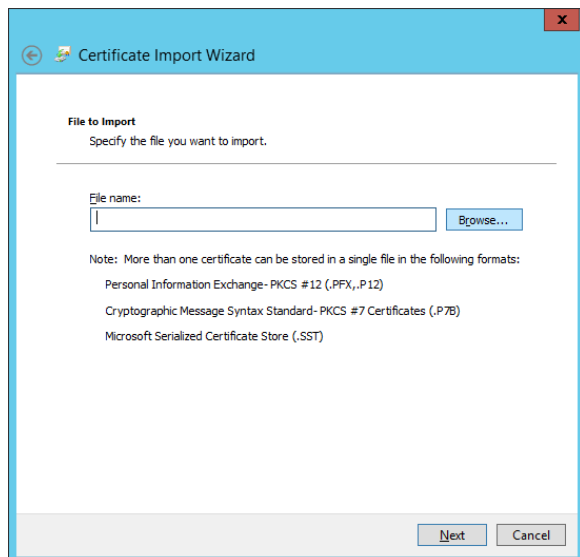 x
Certificate Import Wizard
File to Import
Specify the file you want to import.
File name:
Browse...
Note: More than one certificate can be stored in a single file in the following formats:
Personal Information Exchange- PKCS #12 (.PFX,.P12)
Cryptographic Message Syntax Standard- PKCS #7 Certificates (.P7B)
Microsoft Serialized Certificate Store (.SST)
Next Cancel